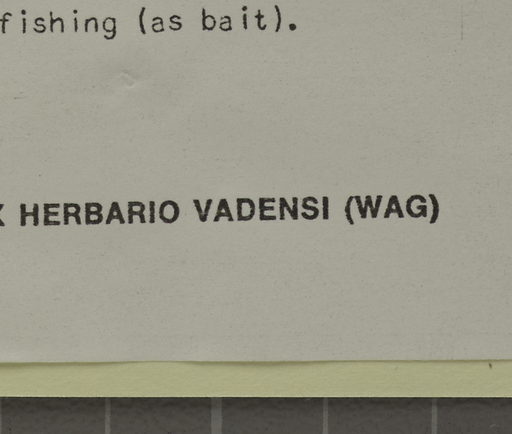 fishing (as bait).
X HERBARIO VADENSI (WAG)